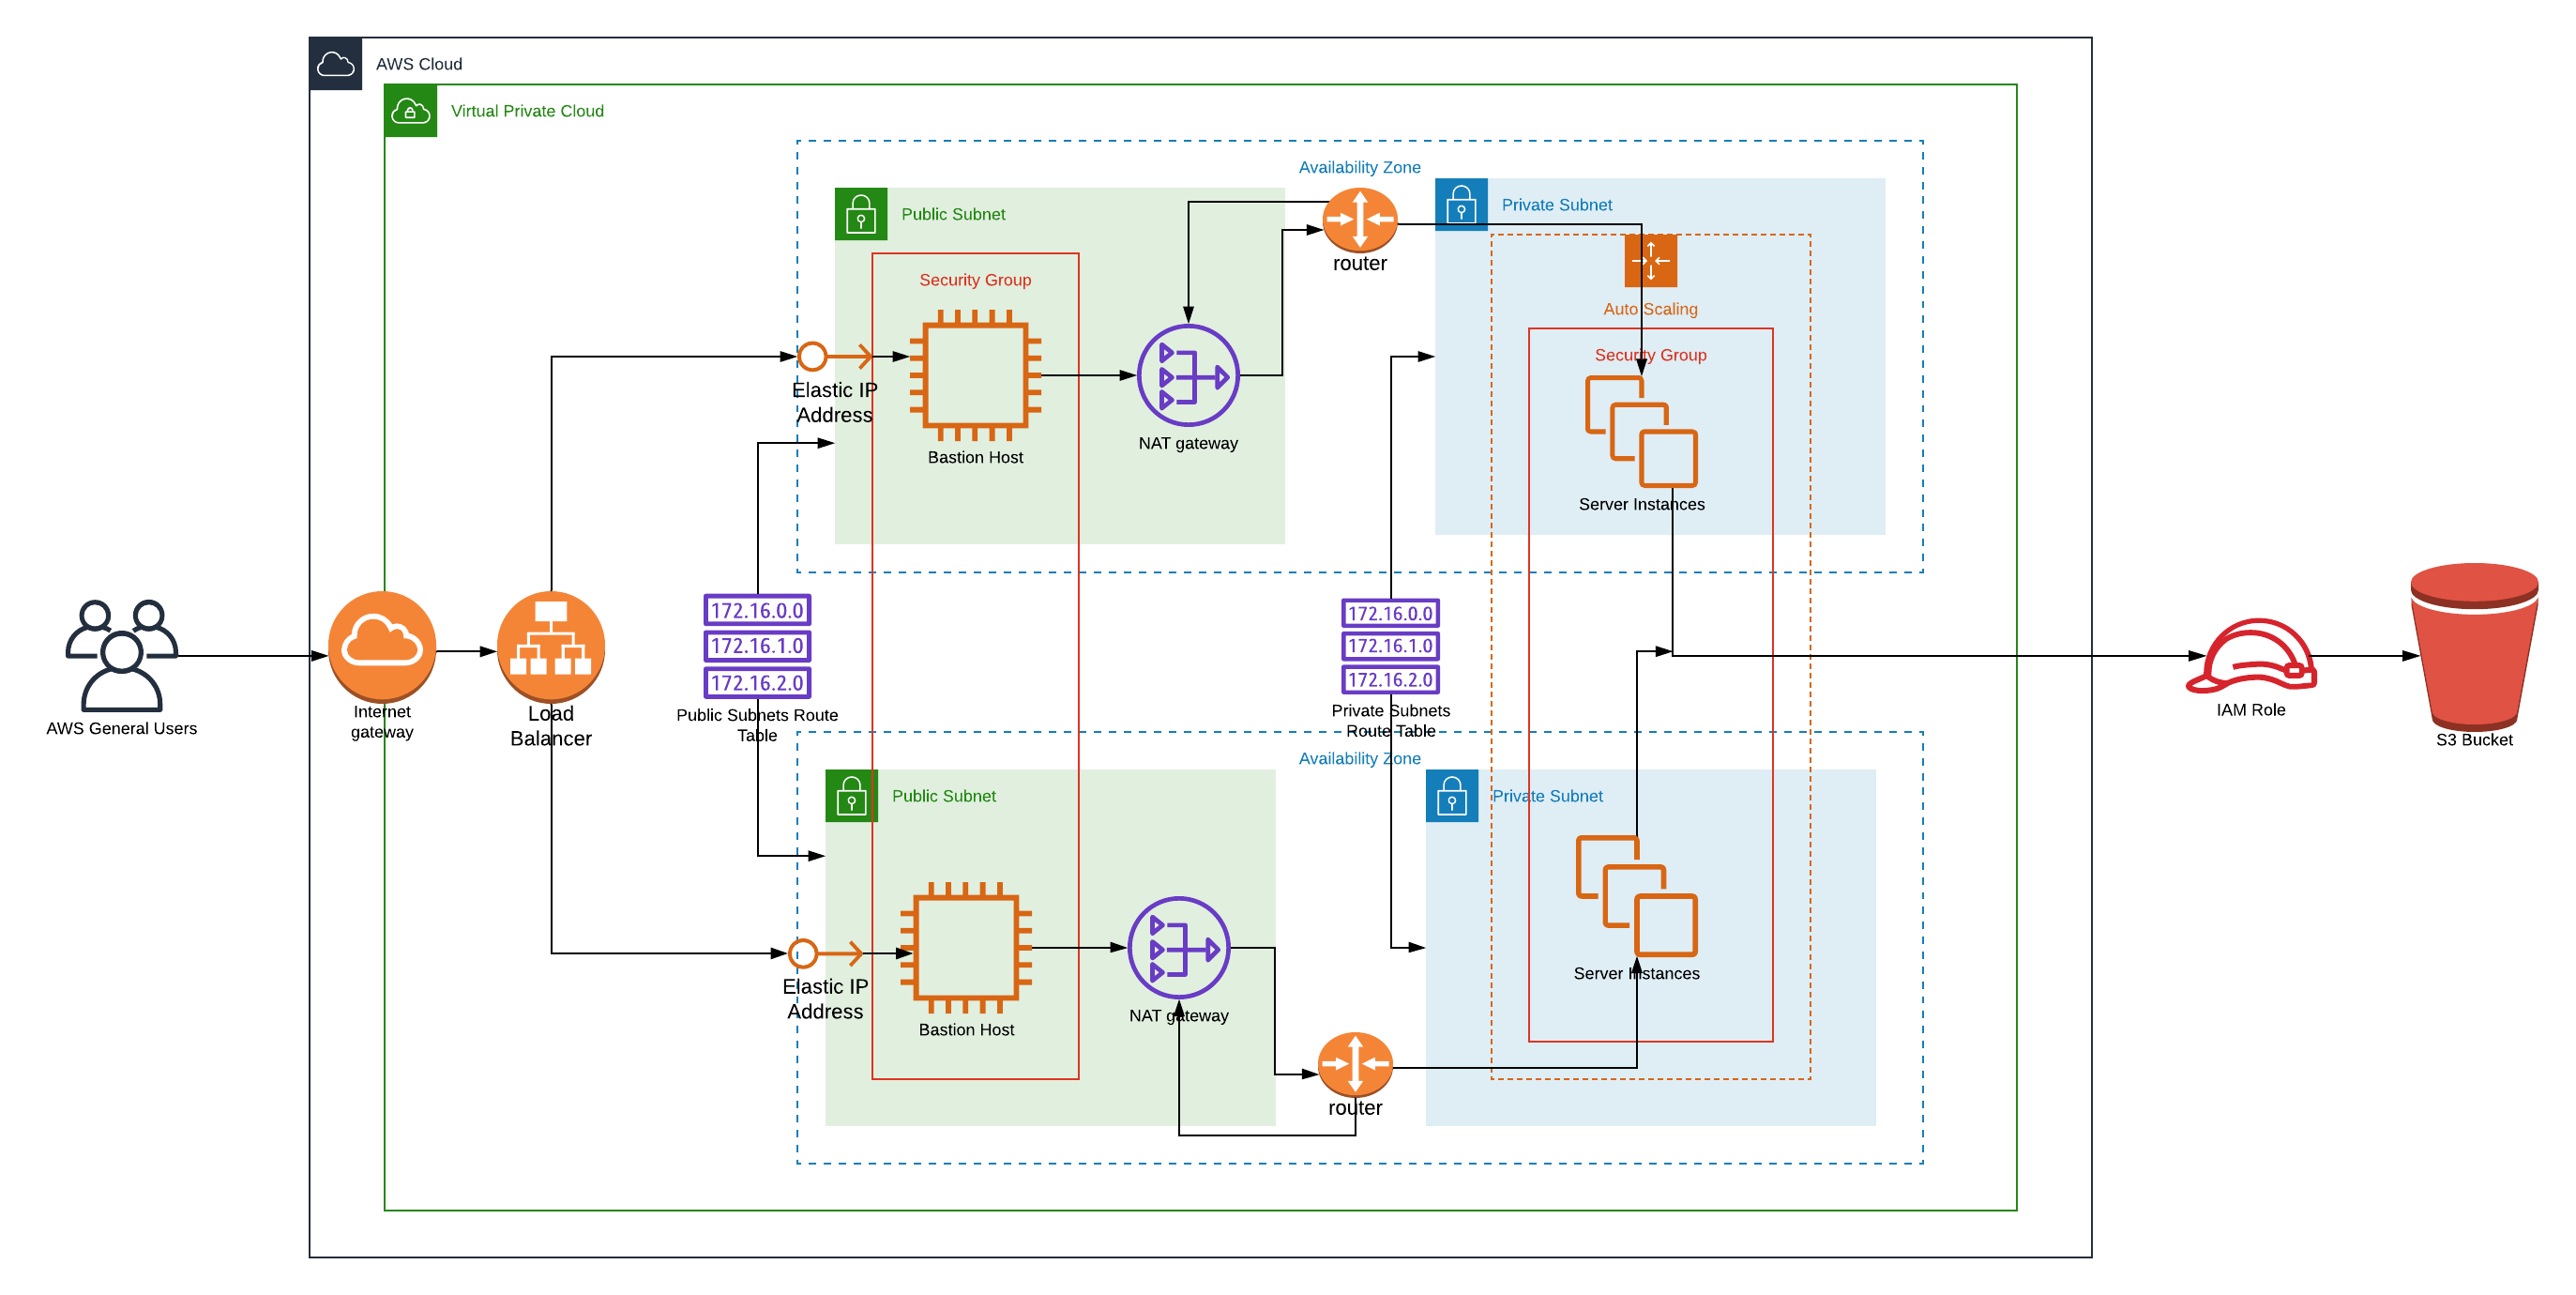 AWS Cloud
Virtual Private Cloud
Availability Zone
Public Subnet
Private Subnet
router
Security Group
Auto Scaling
Security Group
Elastic IP
Address
Bastion Host
NAT gateway
Server Instances
172.16.0.0
172.16.1.0
172.16.2.0
Public Subnets Route
Table
172.16.0.0
172.16.1.0
172.16.2.0
Private Subnets
Route Table
AWS General Users
Internet
gateway
Load
Balancer
IAM Role
S3 Bucket
Availability Zone
Public Subnet
Private Subnet
Elastic IP
Address
Bastion Host
NAT gateway
Server Instances
router